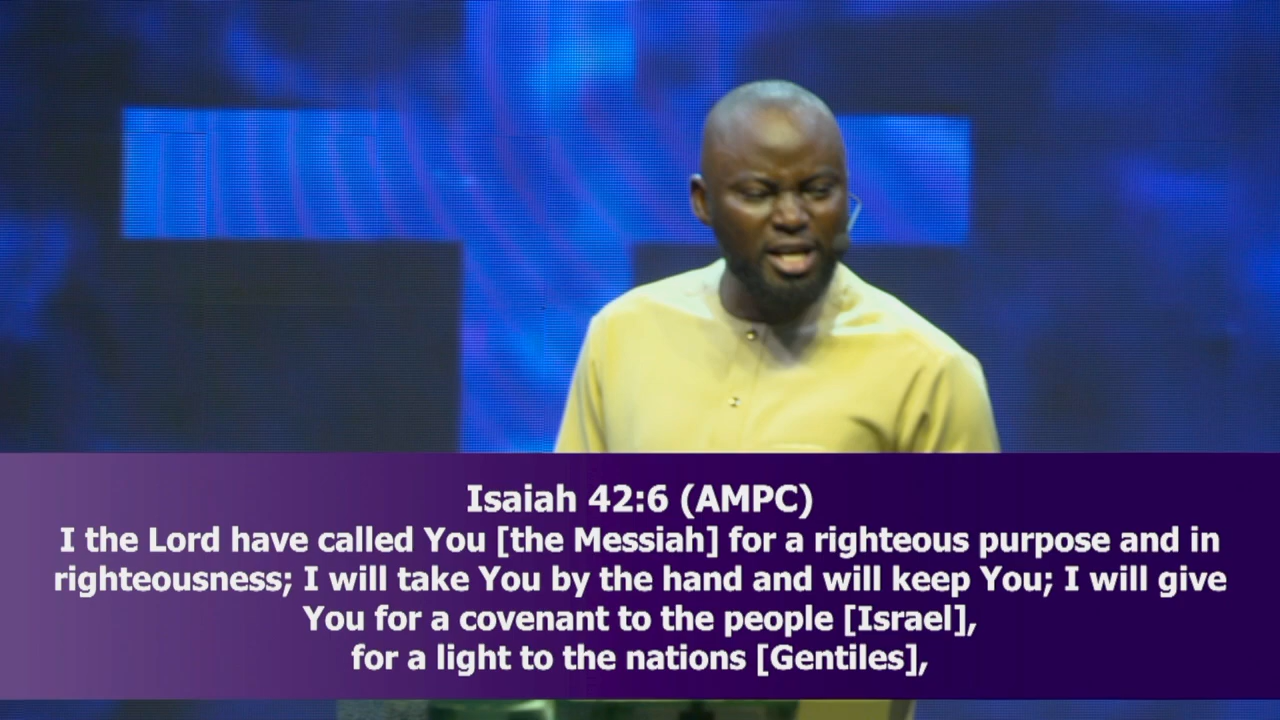 Isaiah 42:6 (AMPC)
I the Lord have called You [the Messiah] for a righteous purpose and in
righteousness; I will take You by the hand and will keep You; I will give
You for a covenant to the people [Israel],
for a light to the nations [Gentiles],